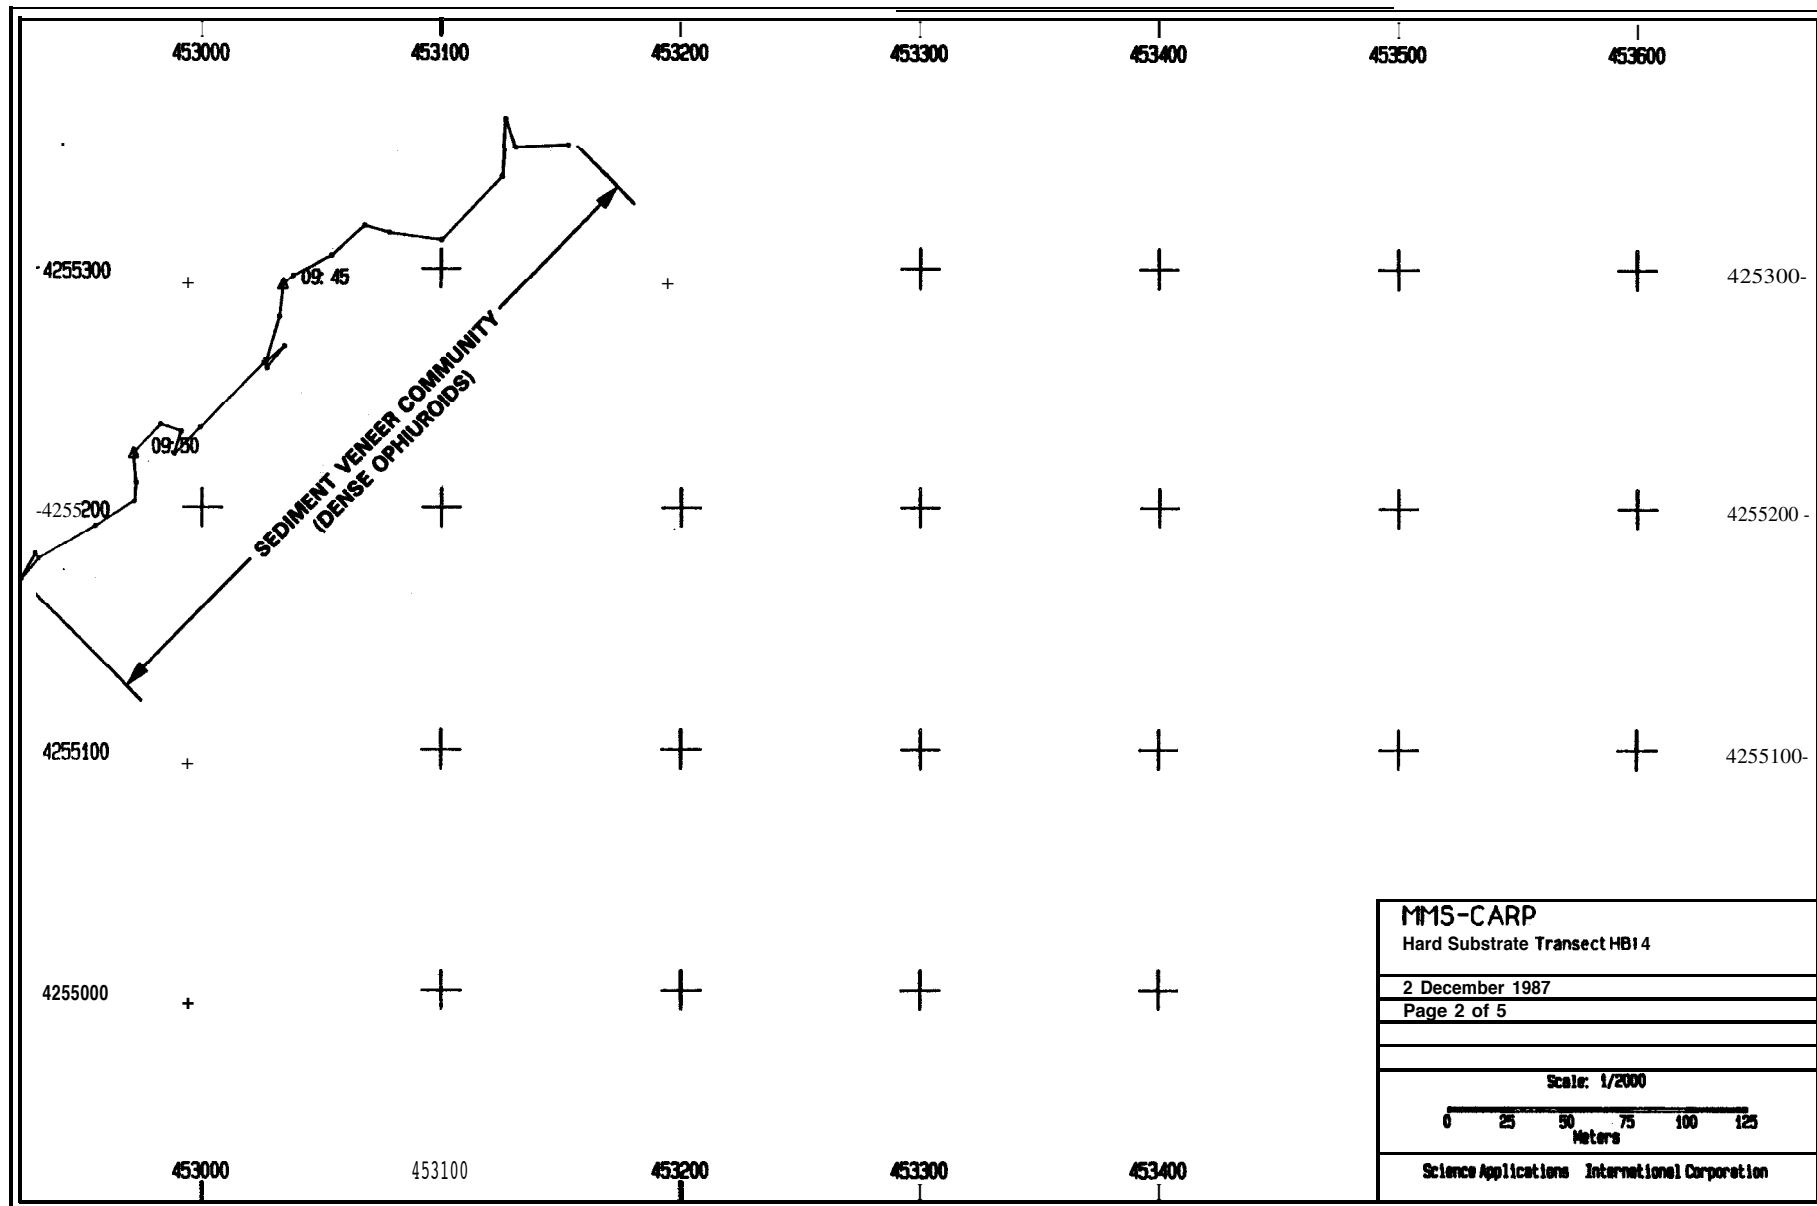 453000 453100 453200 453300 453400 453500 453600
4255300 09:45 425300-
SEDIMENT VENEER COMMUNITY
(DENSE OPHIUROIDS)
09:50
-4255200 4255200 -
4255100 4255100-
4255000
MMS-CARP
Hard Substrate Transect HB14
2 December 1987
Page 2 of 5
Scale: 1/2000
0 25 50 75 100 125
Meters
Science Applications International Corporation
453000 453100 453200 453300 453400